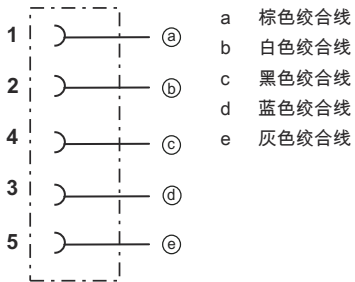 1 ⓐ
2 ⓑ
4 ⓒ
3 ⓓ
5 ⓔ
a 棕色绞合线
b 白色绞合线
c 黑色绞合线
d 蓝色绞合线
e 灰色绞合线